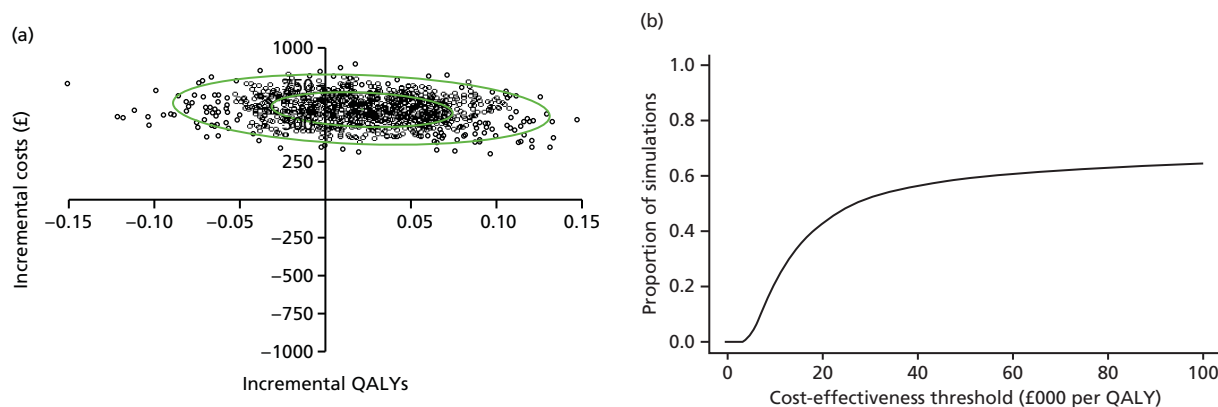 (a)
1000
750
500
250
−0.15 −0.10 −0.05 0.05 0.10 0.15
−250
−500
−750
−1000
Incremental costs (£)
Incremental QALYs
(b)
1.0
0.8
0.6
0.4
0.2
0.0
0 20 40 60 80 100
Proportion of simulations
Cost-effectiveness threshold (£000 per QALY)